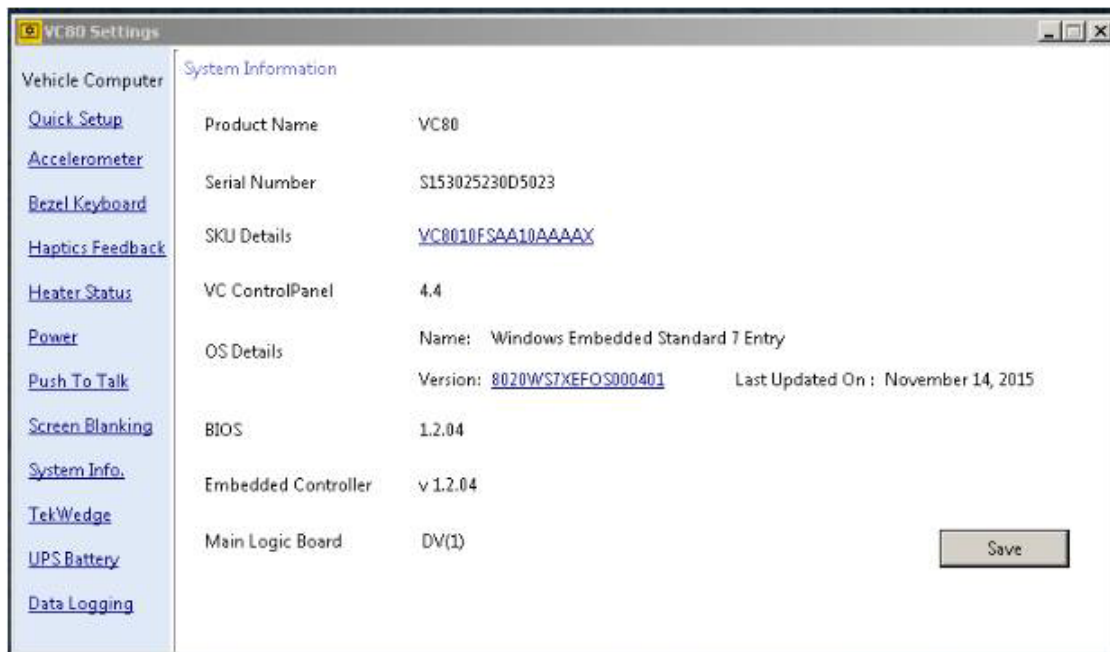 VC80 Settings
Vehicle Computer
Quick Setup
Accelerometer
Bezel Keyboard
Haptics Feedback
Heater Status
Power
Push To Talk
Screen Blanking
System Info.
TekWedge
UPS Battery
Data Logging
System Information
Product Name VC80
Serial Number S153025230D5023
SKU Details VC8010FSAA10AAAAX
VC ControlPanel 4.4
OS Details
Name: Windows Embedded Standard 7 Entry
Version: 8020WS7XEFOS000401 Last Updated On : November 14, 2015
BIOS 1.2.04
Embedded Controller v 1.2.04
Main Logic Board DV(1)
Save